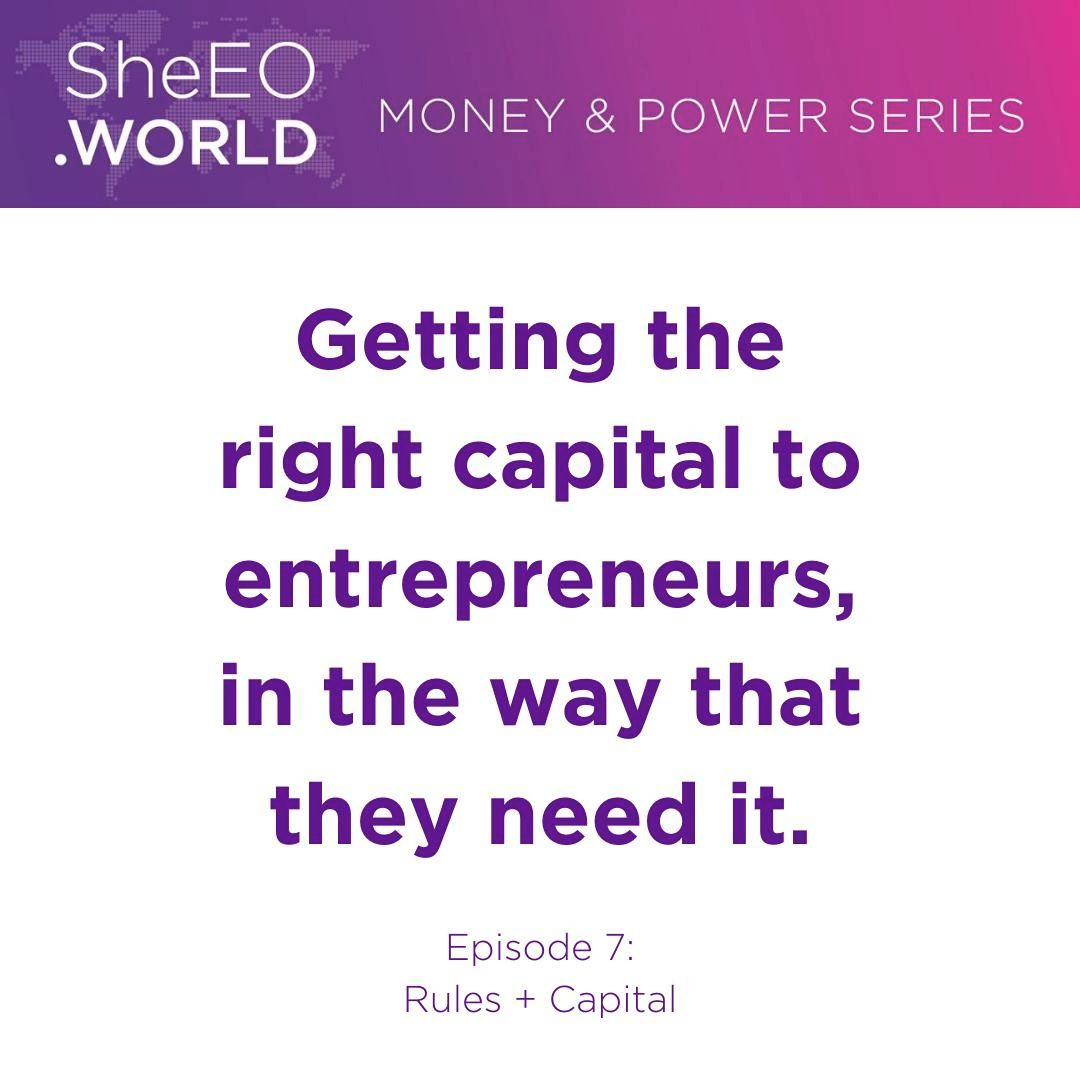 SheEO
.WORLD
MONEY & POWER SERIES
Getting the
right capital to
entrepreneurs,
in the way that
they need it.
Episode 7:
Rules + Capital